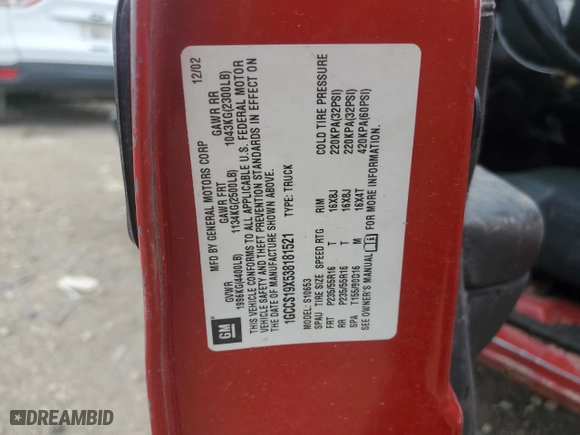 MFD BY GENERAL MOTORS CORP 12/02
GVWR GAWR FRT GAWR RR
1996KG(4400LB) 1134KG(2500LB) 1043KG(2300LB)
THIS VEHICLE CONFORMS TO ALL APPLICABLE U.S. FEDERAL MOTOR
VEHICLE SAFETY AND THEFT PREVENTION STANDARDS IN EFFECT ON
THE DATE OF MANUFACTURE SHOWN ABOVE.
1GCCS19X538181521 TYPE: TRUCK
MODEL: S10653
SPAU TIRE SIZE SPEED RTG RIM COLD TIRE PRESSURE
FRT P235/55R16 T 16X8J 220KPA(32PSI)
RR P235/55R16 T 16X8J 220KPA(32PSI)
SPA T155/90D16 M 16X4T 420KPA(60PSI)
SEE OWNER'S MANUAL FOR MORE INFORMATION.
GM
DREAMBID